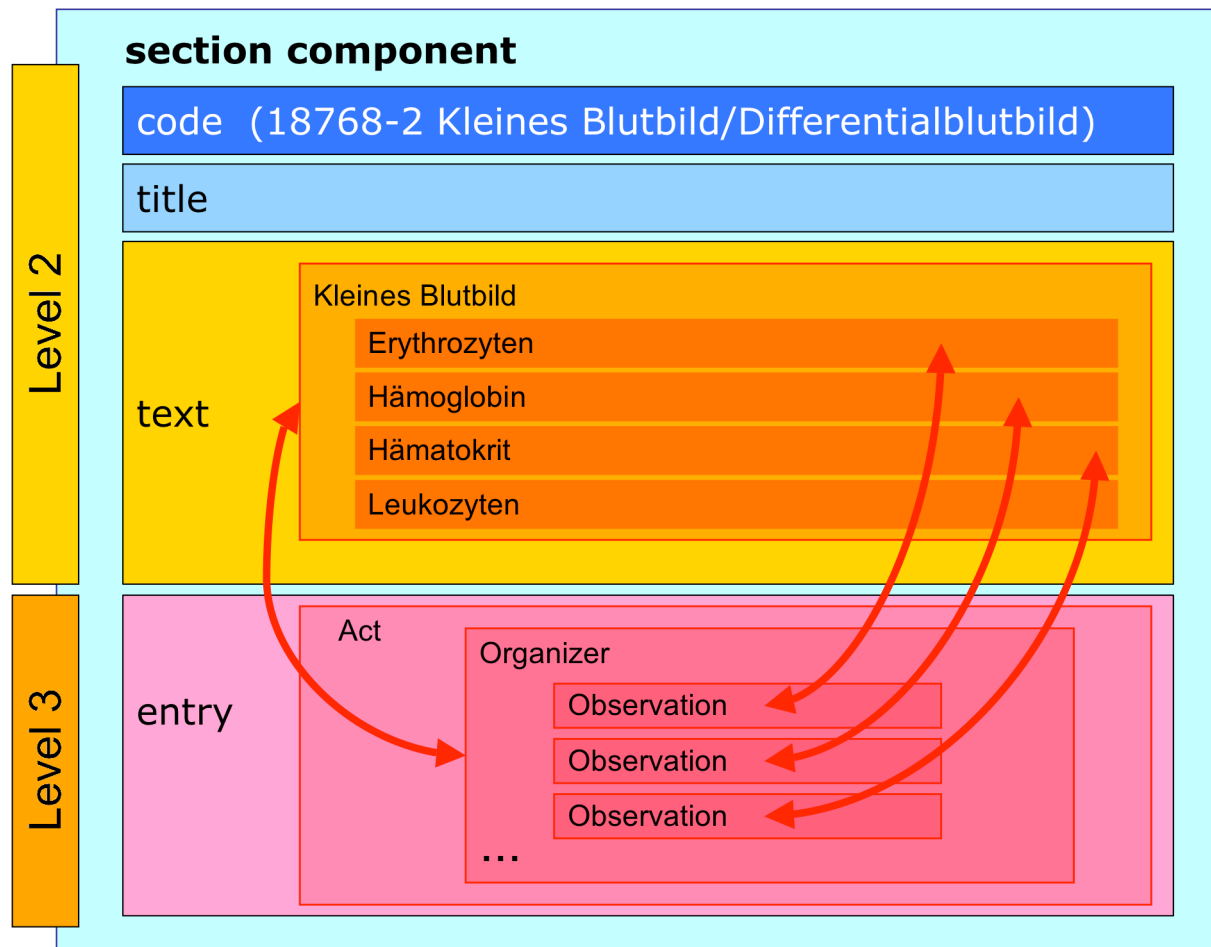 section component
code (18768-2 Kleines Blutbild/Differentialblutbild)
title
Level 2
text
Kleines Blutbild
Erythrozyten
Hämoglobin
Hämatokrit
Leukozyten
Level 3
entry
Act
Organizer
Observation
Observation
Observation
...